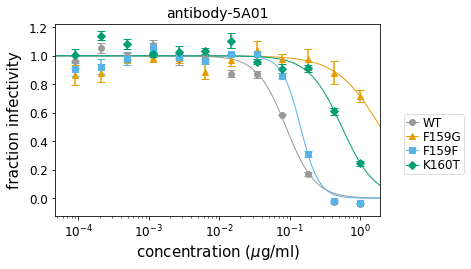 antibody-5A01
fraction infectivity
1.2
1.0
0.8
0.6
0.4
0.2
0.0
10⁻⁴
10⁻³
10⁻²
10⁻¹
10⁰
concentration (μg/ml)
WT
F159G
F159F
K160T